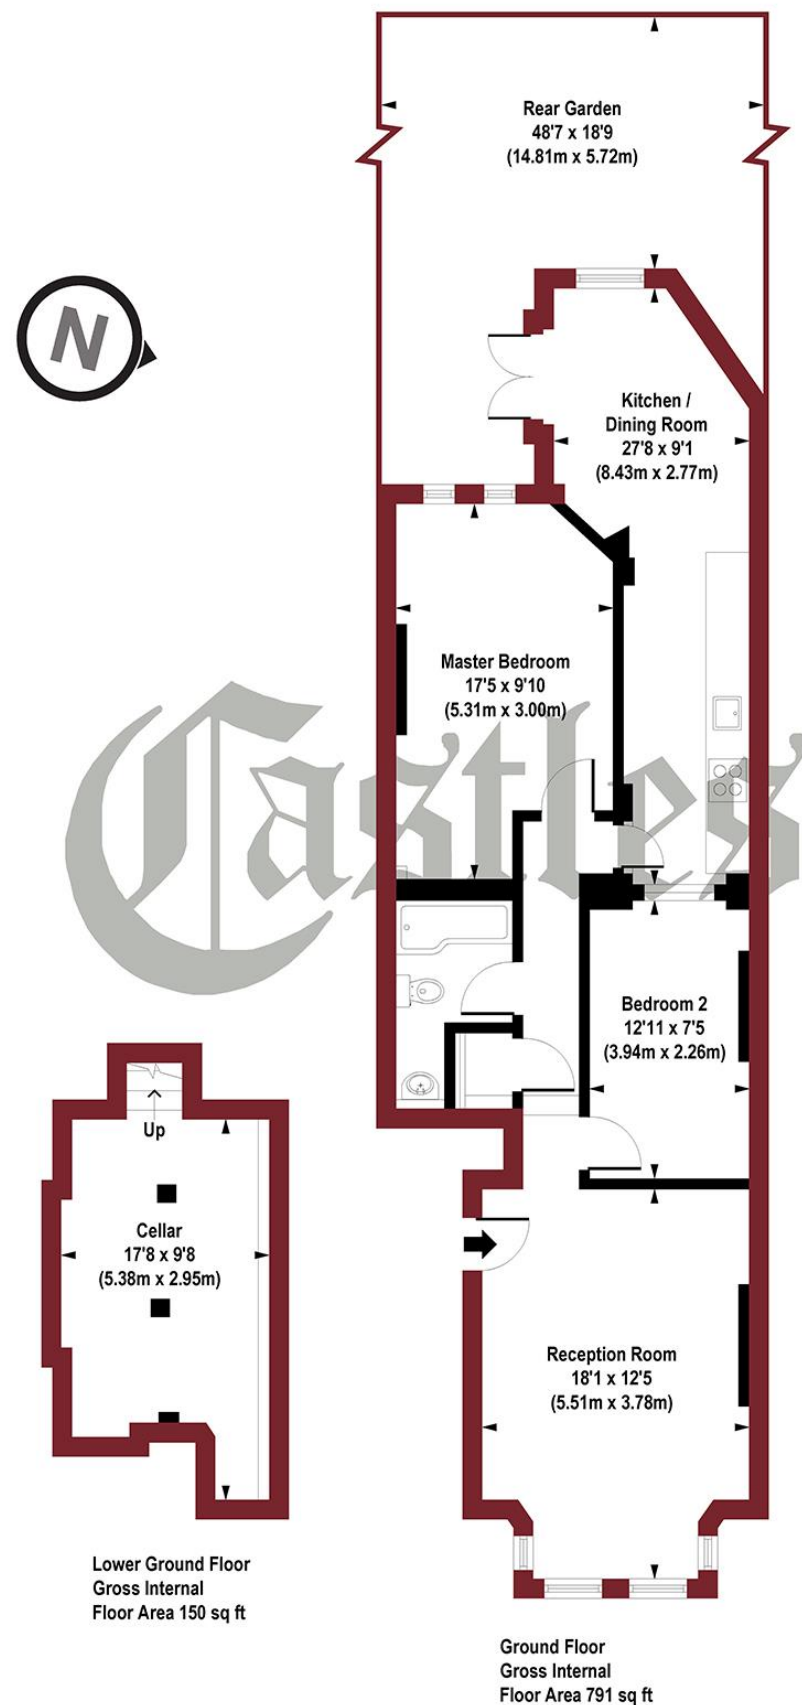 Rear Garden
48'7 x 18'9
(14.81m x 5.72m)
N
Kitchen /
Dining Room
27'8 x 9'1
(8.43m x 2.77m)
Master Bedroom
17'5 x 9'10
(5.31m x 3.00m)
Castles
Bedroom 2
12'11 x 7'5
(3.94m x 2.26m)
Up
Cellar
17'8 x 9'8
(5.38m x 2.95m)
Reception Room
18'1 x 12'5
(5.51m x 3.78m)
Lower Ground Floor
Gross Internal
Floor Area 150 sq ft
Ground Floor
Gross Internal
Floor Area 791 sq ft